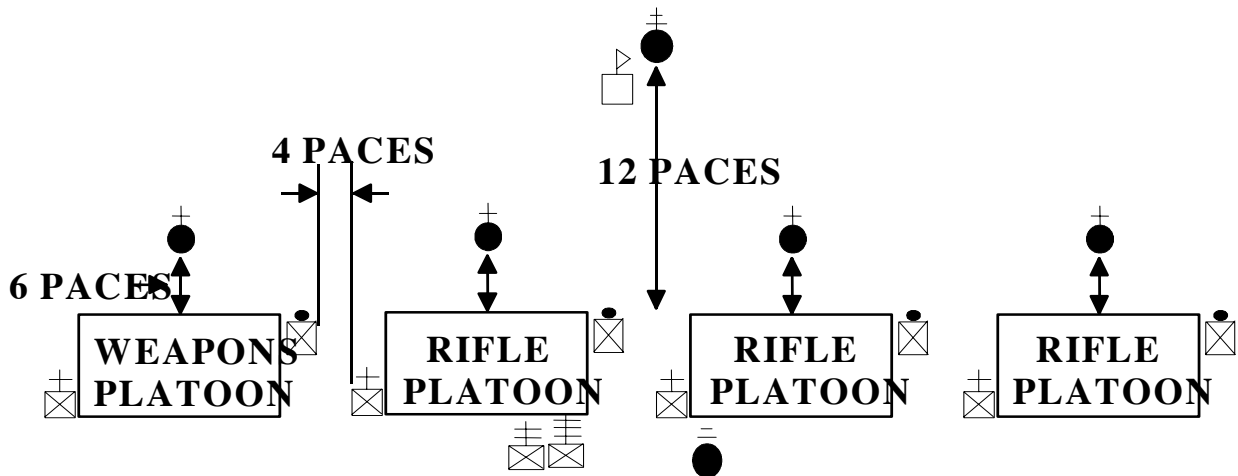 4 PACES
12 PACES
6 PACES
WEAPONS
PLATOON
RIFLE
PLATOON
RIFLE
PLATOON
RIFLE
PLATOON